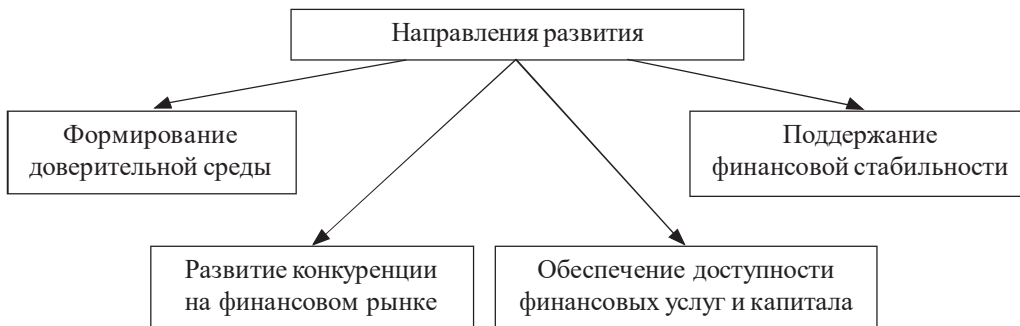 Направления развития
Формирование
доверительной среды
Поддержание
финансовой стабильности
Развитие конкуренции
на финансовом рынке
Обеспечение доступности
финансовых услуг и капитала